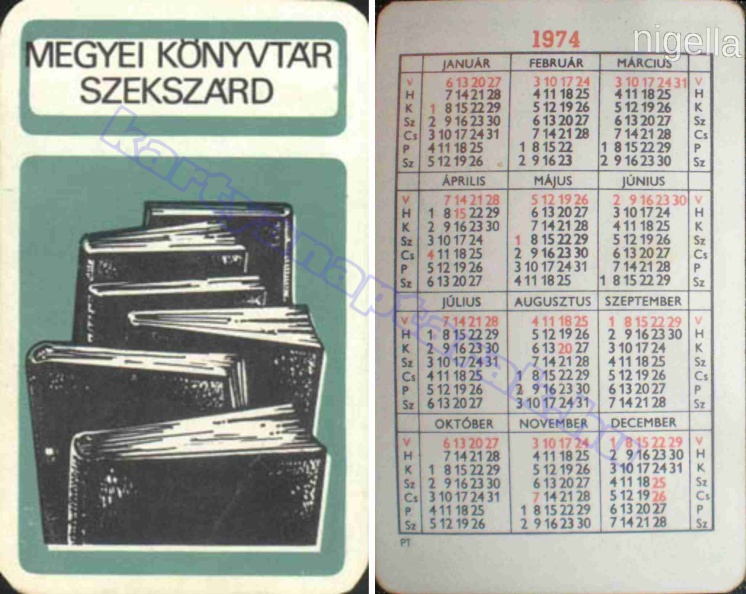 MEGYEI KÖNYVTÁR
SZEKSZÁRD
kartyanaptarak.hu
nigella
1974
JANUÁR FEBRUÁR MÁRCIUS
V 6 13 20 27 3 10 17 24 3 10 17 24 31 V
H 7 14 21 28 4 11 18 25 4 11 18 25 H
K 1 8 15 22 29 5 12 19 26 5 12 19 26 K
Sz 2 9 16 23 30 6 13 20 27 6 13 20 27 Sz
Cs 3 10 17 24 31 7 14 21 28 7 14 21 28 Cs
P 4 11 18 25 1 8 15 22 1 8 15 22 29 P
Sz 5 12 19 26 2 9 16 23 2 9 16 23 30 Sz
ÁPRILIS MÁJUS JÚNIUS
V 7 14 21 28 5 12 19 26 2 9 16 23 30 V
H 1 8 15 22 29 6 13 20 27 3 10 17 24 H
K 2 9 16 23 30 7 14 21 28 4 11 18 25 K
Sz 3 10 17 24 1 8 15 22 29 5 12 19 26 Sz
Cs 4 11 18 25 2 9 16 23 30 6 13 20 27 Cs
P 5 12 19 26 3 10 17 24 31 7 14 21 28 P
Sz 6 13 20 27 4 11 18 25 1 8 15 22 29 Sz
JÚLIUS AUGUSZTUS SZEPTEMBER
V 7 14 21 28 4 11 18 25 1 8 15 22 29 V
H 1 8 15 22 29 5 12 19 26 2 9 16 23 30 H
K 2 9 16 23 30 6 13 20 27 3 10 17 24 K
Sz 3 10 17 24 31 7 14 21 28 4 11 18 25 Sz
Cs 4 11 18 25 1 8 15 22 29 5 12 19 26 Cs
P 5 12 19 26 2 9 16 23 30 6 13 20 27 P
Sz 6 13 20 27 3 10 17 24 31 7 14 21 28 Sz
OKTÓBER NOVEMBER DECEMBER
V 6 13 20 27 3 10 17 24 1 8 15 22 29 V
H 7 14 21 28 4 11 18 25 2 9 16 23 30 H
K 1 8 15 22 29 5 12 19 26 3 10 17 24 31 K
Sz 2 9 16 23 30 6 13 20 27 4 11 18 25 Sz
Cs 3 10 17 24 31 7 14 21 28 5 12 19 26 Cs
P 4 11 18 25 1 8 15 22 29 6 13 20 27 P
Sz 5 12 19 26 2 9 16 23 30 7 14 21 28 Sz
PT